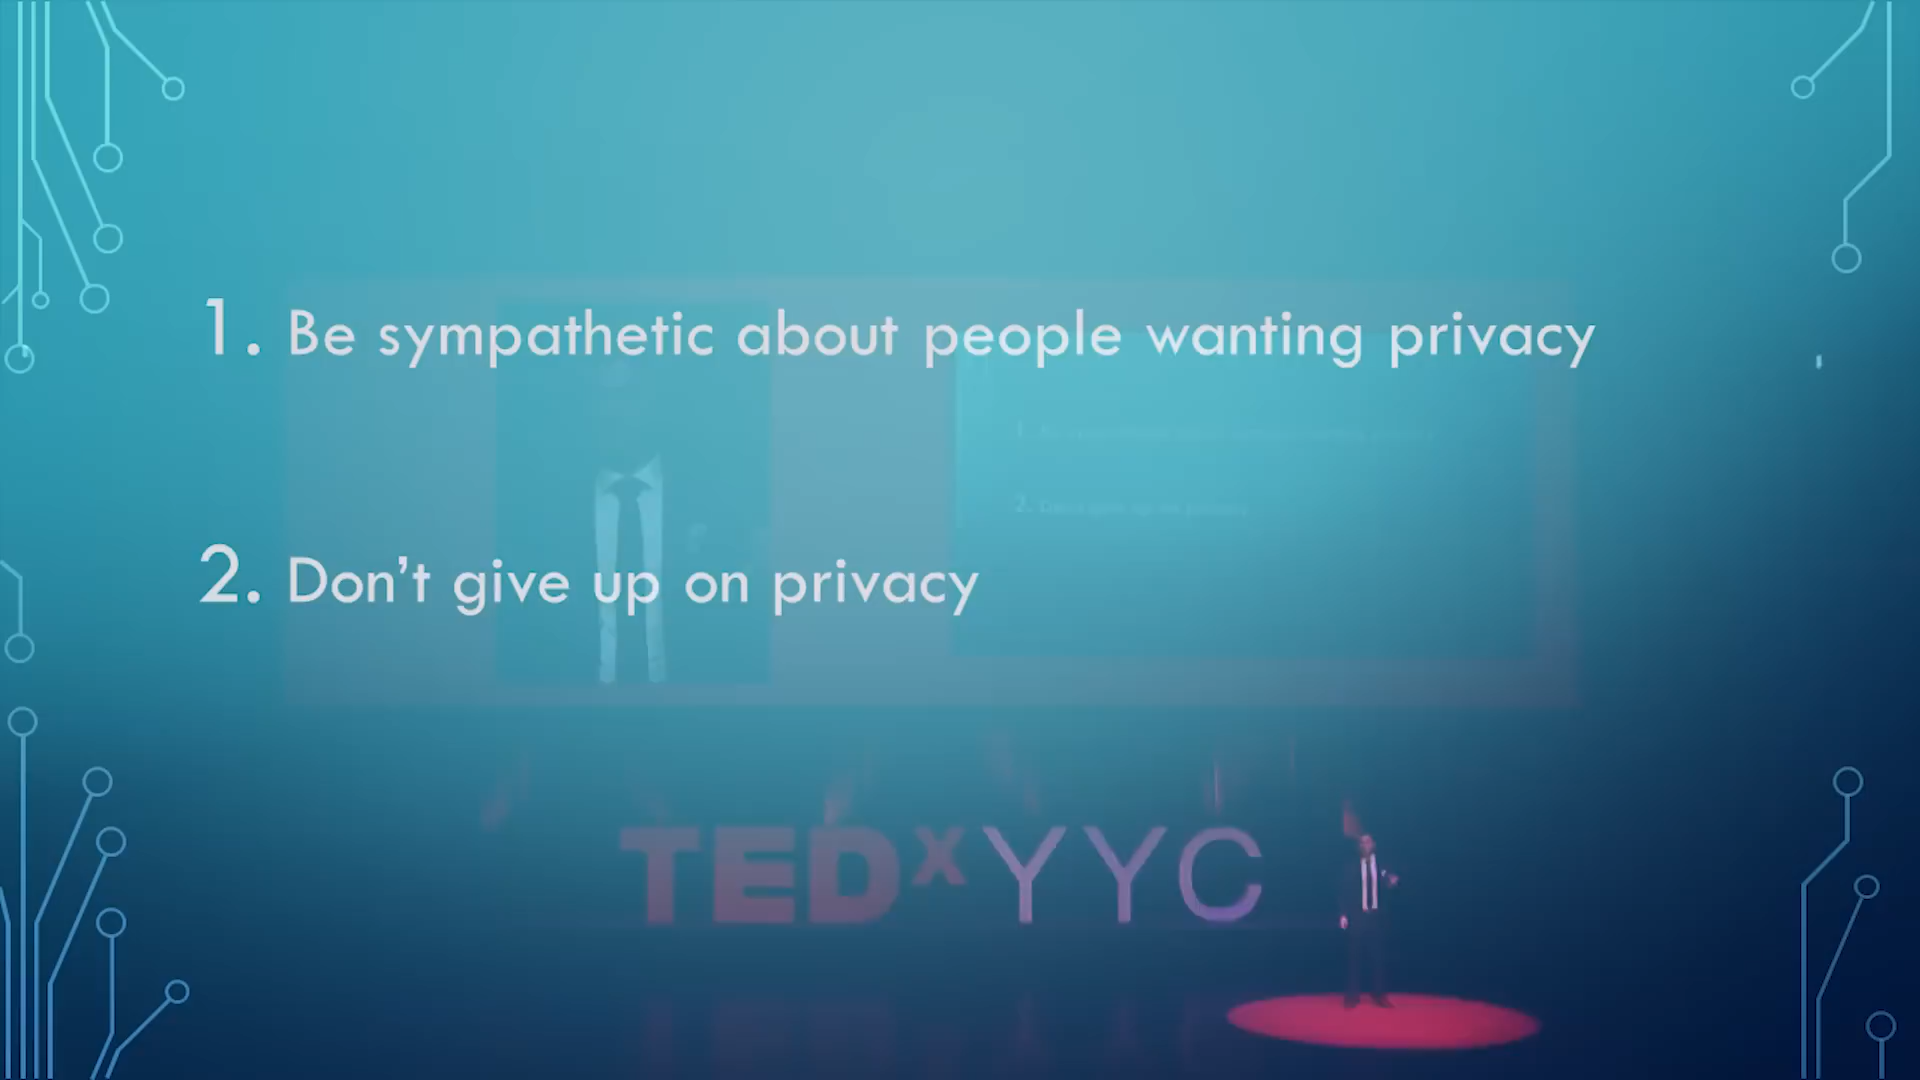 1. Be sympathetic about people wanting privacy
2. Don’t give up on privacy
TEDxYYC